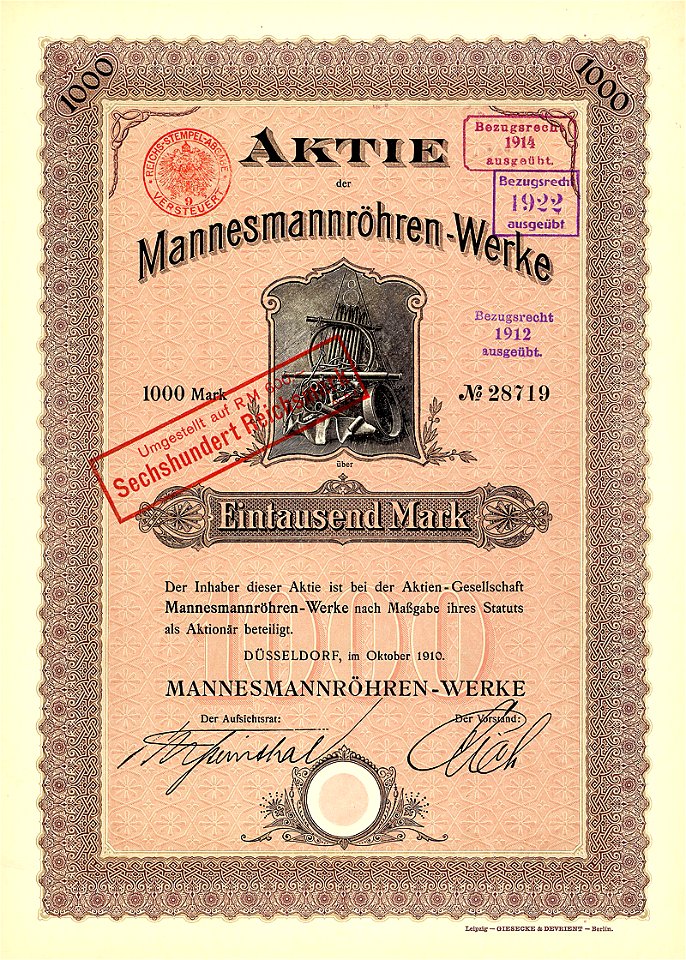 1000
1000
REICHS-STEMPEL-ABGABE
9
VERSTEUERT
AKTIE
der
Mannesmannröhren-Werke
Bezugsrecht
1914
ausgeübt.
Bezugsrecht
1922
ausgeübt
Bezugsrecht
1912
ausgeübt.
1000 Mark
№ 28719
Umgestellt auf R.M 600.
Sechshundert Reichsmark
über
Eintausend Mark
1000
Der Inhaber dieser Aktie ist bei der Aktien-Gesellschaft
Mannesmannröhren-Werke nach Maßgabe ihres Statuts
als Aktionär beteiligt.
DÜSSELDORF, im Oktober 1910.
MANNESMANNRÖHREN-WERKE
Der Aufsichtsrat:
Der Vorstand:
Leipzig — GIESECKE & DEVRIENT — Berlin.